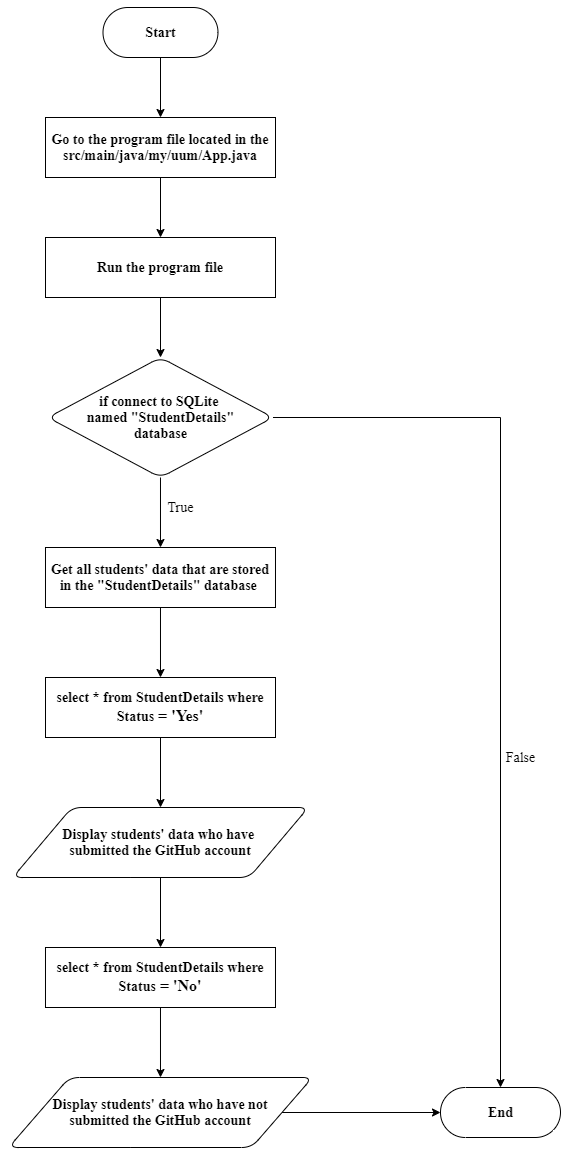 Start
Go to the program file located in the
src/main/java/my/uum/App.java
Run the program file
if connect to SQLite
named "StudentDetails"
database
True
Get all students' data that are stored
in the "StudentDetails" database
select * from StudentDetails where
Status = 'Yes'
False
Display students' data who have
submitted the GitHub account
select * from StudentDetails where
Status = 'No'
Display students' data who have not
submitted the GitHub account
End